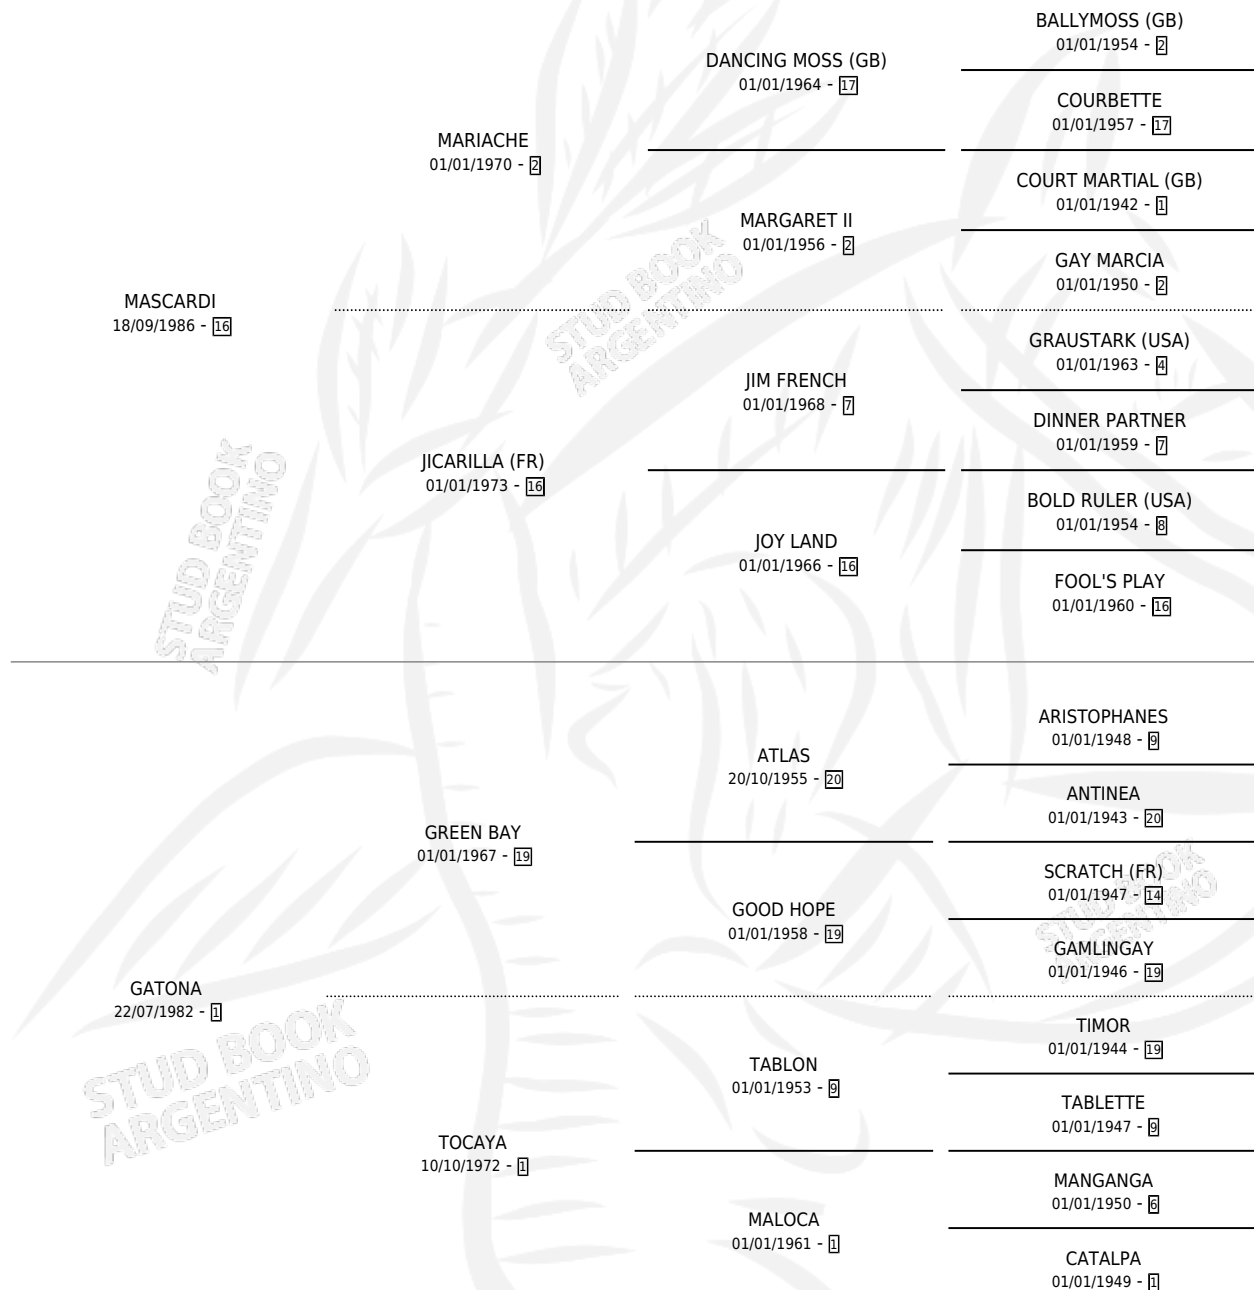 BALLYMOSS (GB)
01/01/1954 - 2
DANCING MOSS (GB)
01/01/1964 - 17
COURBETTE
01/01/1957 - 17
MARIACHE
01/01/1970 - 2
COURT MARTIAL (GB)
01/01/1942 - 1
MARGARET II
01/01/1956 - 2
GAY MARCIA
01/01/1950 - 2
MASCARDI
18/09/1986 - 16
GRAUSTARK (USA)
01/01/1963 - 4
JIM FRENCH
01/01/1968 - 7
DINNER PARTNER
01/01/1959 - 7
JICARILLA (FR)
01/01/1973 - 16
BOLD RULER (USA)
01/01/1954 - 8
JOY LAND
01/01/1966 - 16
FOOL'S PLAY
01/01/1960 - 16
ARISTOPHANES
01/01/1948 - 9
ATLAS
20/10/1955 - 20
ANTINEA
01/01/1943 - 20
GREEN BAY
01/01/1967 - 19
SCRATCH (FR)
01/01/1947 - 14
GOOD HOPE
01/01/1958 - 19
GAMLINGAY
01/01/1946 - 19
GATONA
22/07/1982 - 1
TIMOR
01/01/1944 - 19
TABLON
01/01/1953 - 9
TABLETTE
01/01/1947 - 9
TOCAYA
10/10/1972 - 1
MANGANGA
01/01/1950 - 6
MALOCA
01/01/1961 - 1
CATALPA
01/01/1949 - 1
STUD BOOK
ARGENTINO
STUD BOOK
ARGENTINO
STUD BOOK
ARGENTINO
STUD BOOK
ARGENTINO